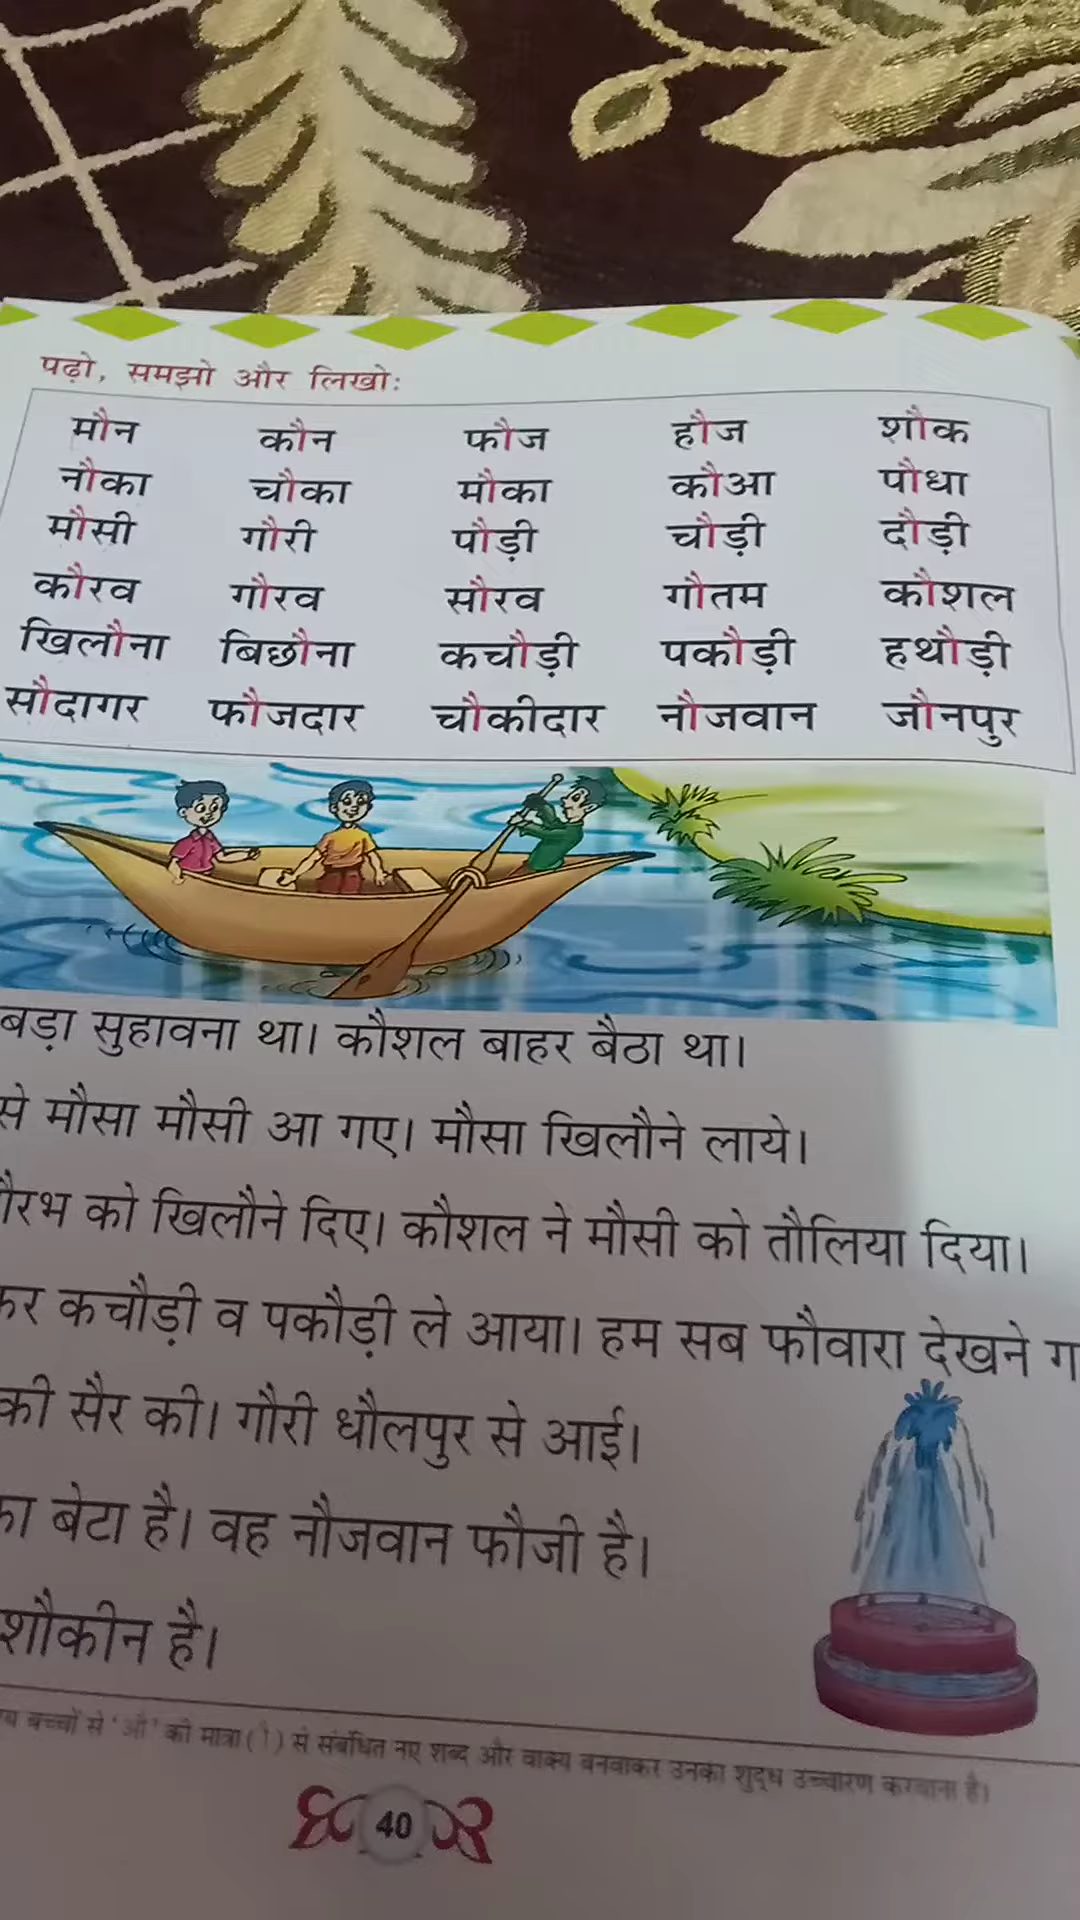 पढ़ो, समझो और लिखो:
मौन कौन फौज हौज शौक
नौका चौका मौका कौआ पौधा
मौसी गौरी पौड़ी चौड़ी दौड़ी
कौरव गौरव सौरव गौतम कौशल
खिलौना बिछौना कचौड़ी पकौड़ी हथौड़ी
सौदागर फौजदार चौकीदार नौजवान जौनपुर
बड़ा सुहावना था। कौशल बाहर बैठा था।
से मौसा मौसी आ गए। मौसा खिलौने लाये।
को खिलौने दिए। कौशल ने मौसी को तौलिया दिया।
कचौड़ी व पकौड़ी ले आया। हम सब फौवारा देखने
की सैर की। गौरी धौलपुर से आई।
बेटा है। वह नौजवान फौजी है।
शौकीन है।
बच्चों से 'औ' की मात्रा (ौ) से संबंधित नए शब्द और वाक्य बनवाकर उनका शुद्ध उच्चारण करवाना है।
40